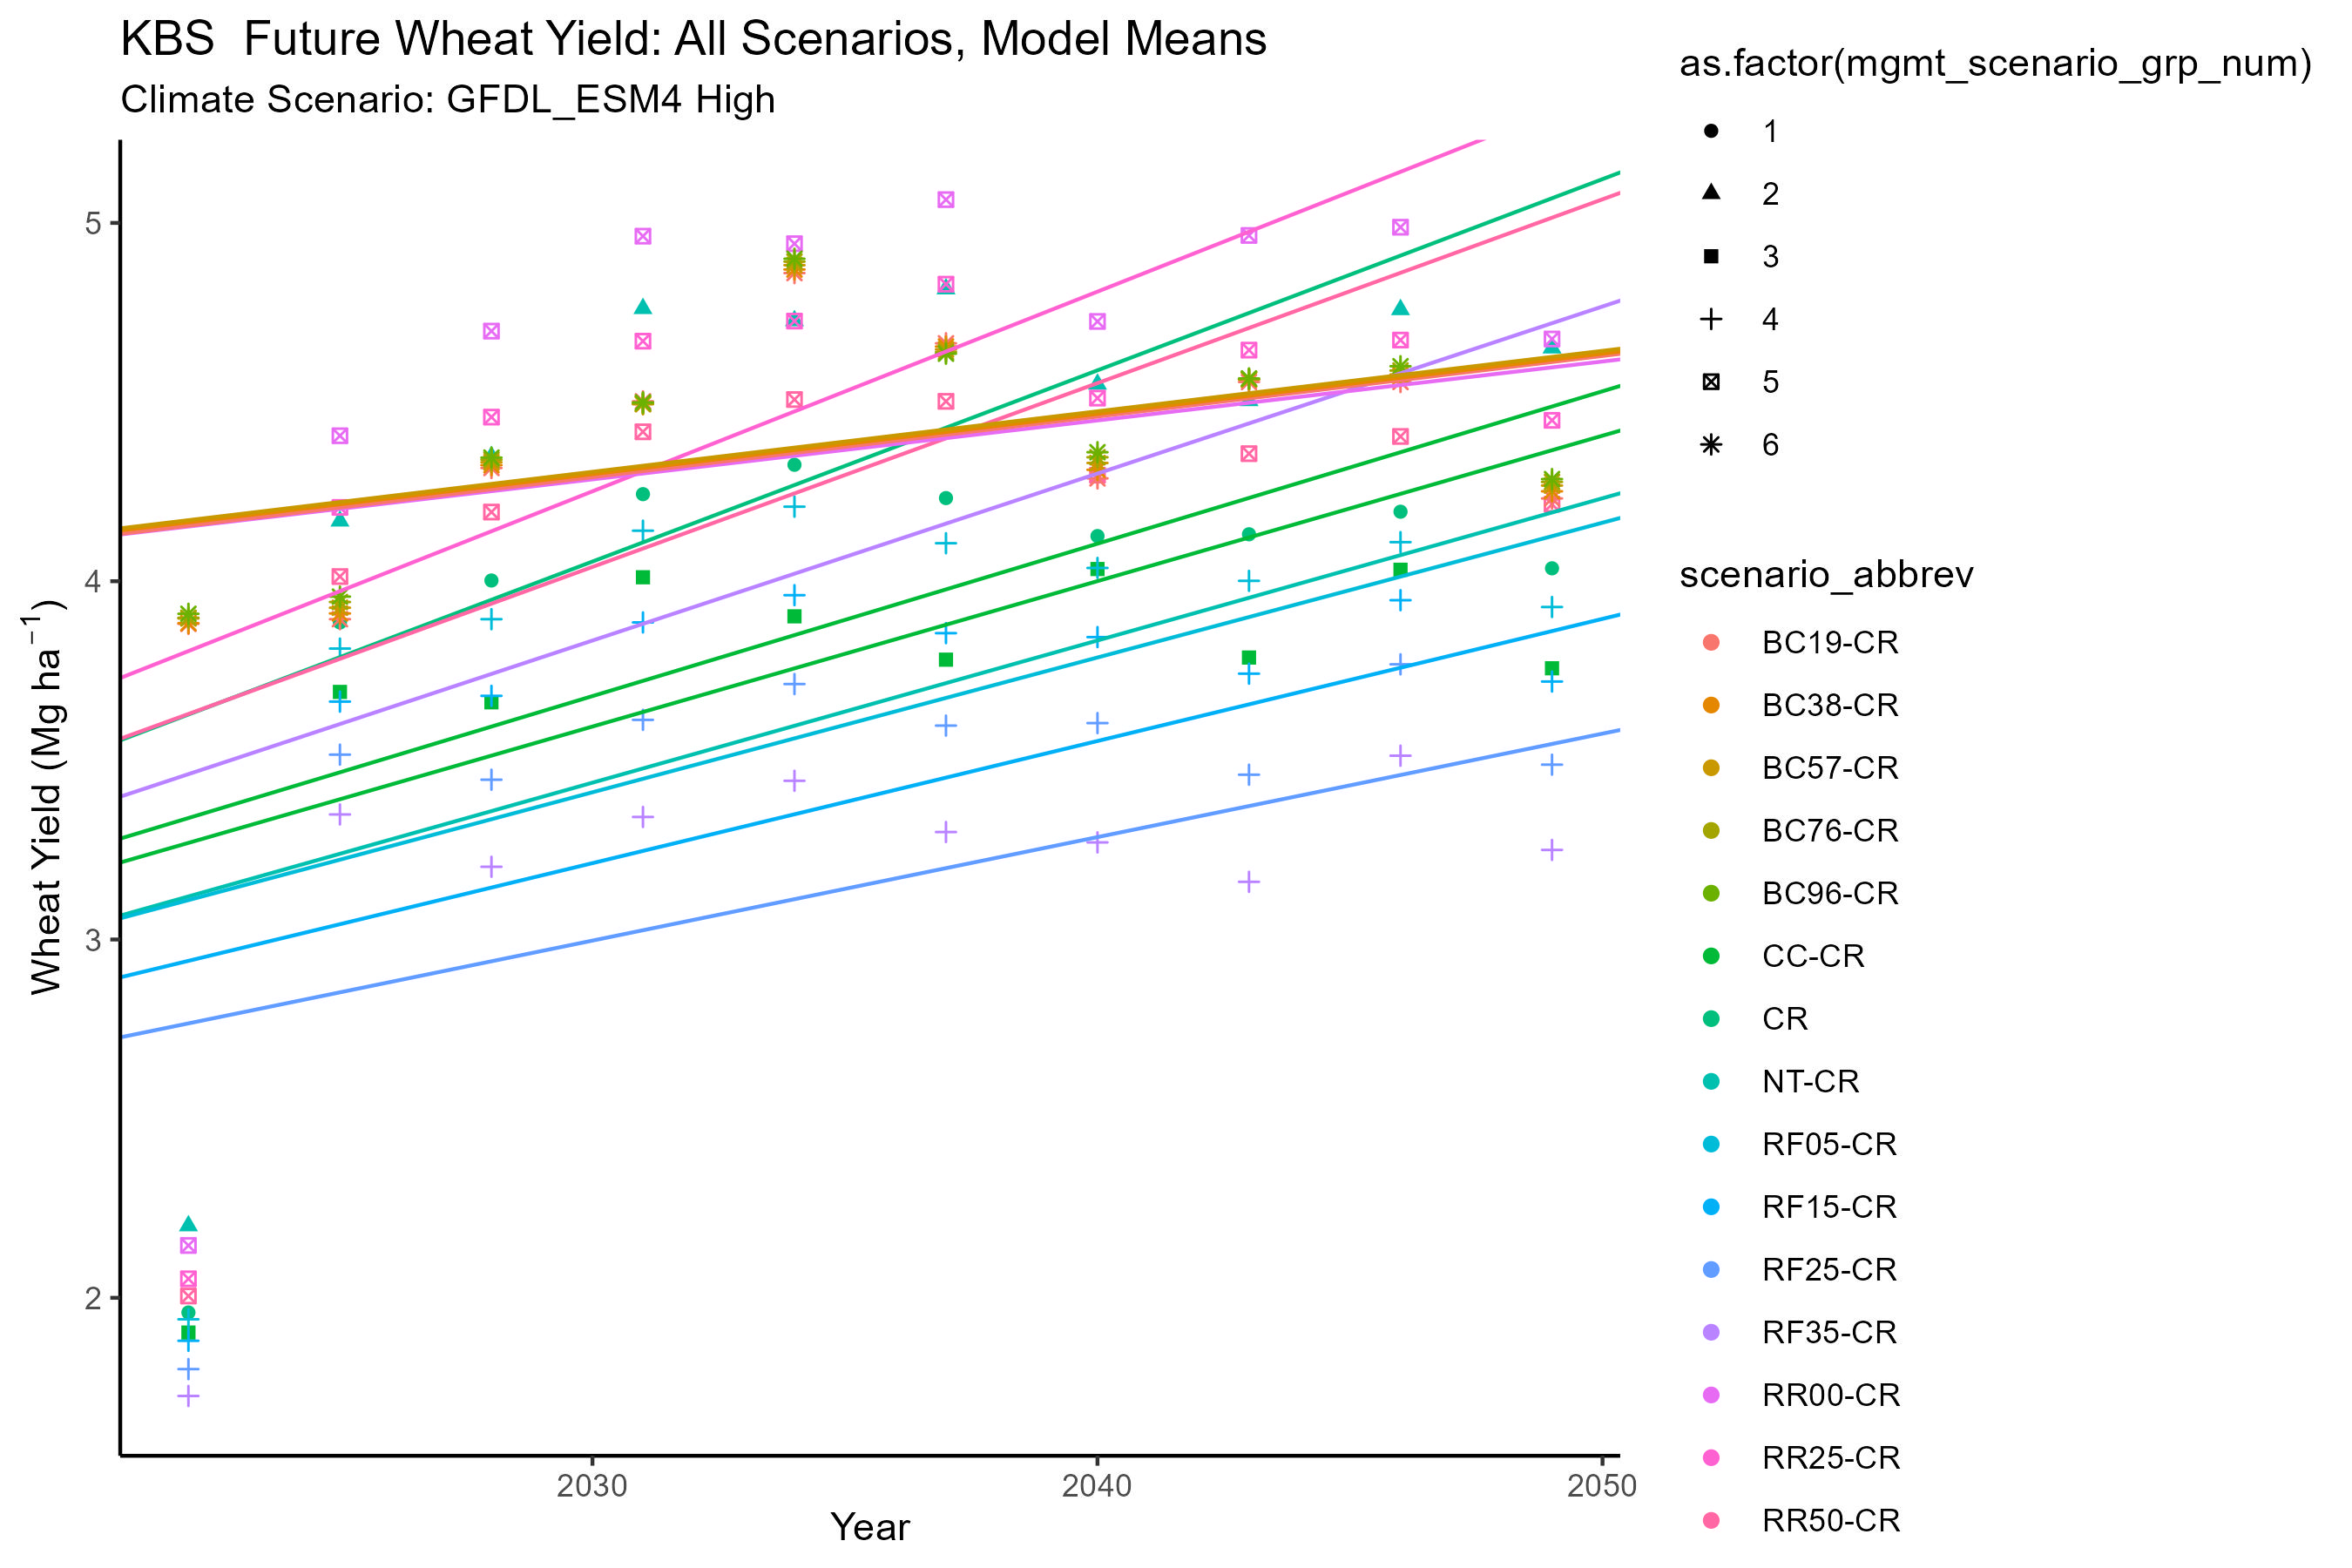 KBS  Future Wheat Yield: All Scenarios, Model Means
Climate Scenario: GFDL_ESM4 High
Wheat Yield (Mg ha⁻¹)
5
4
3
2
2030
2040
2050
Year
as.factor(mgmt_scenario_grp_num)
1
2
3
4
5
6
scenario_abbrev
BC19-CR
BC38-CR
BC57-CR
BC76-CR
BC96-CR
CC-CR
CR
NT-CR
RF05-CR
RF15-CR
RF25-CR
RF35-CR
RR00-CR
RR25-CR
RR50-CR